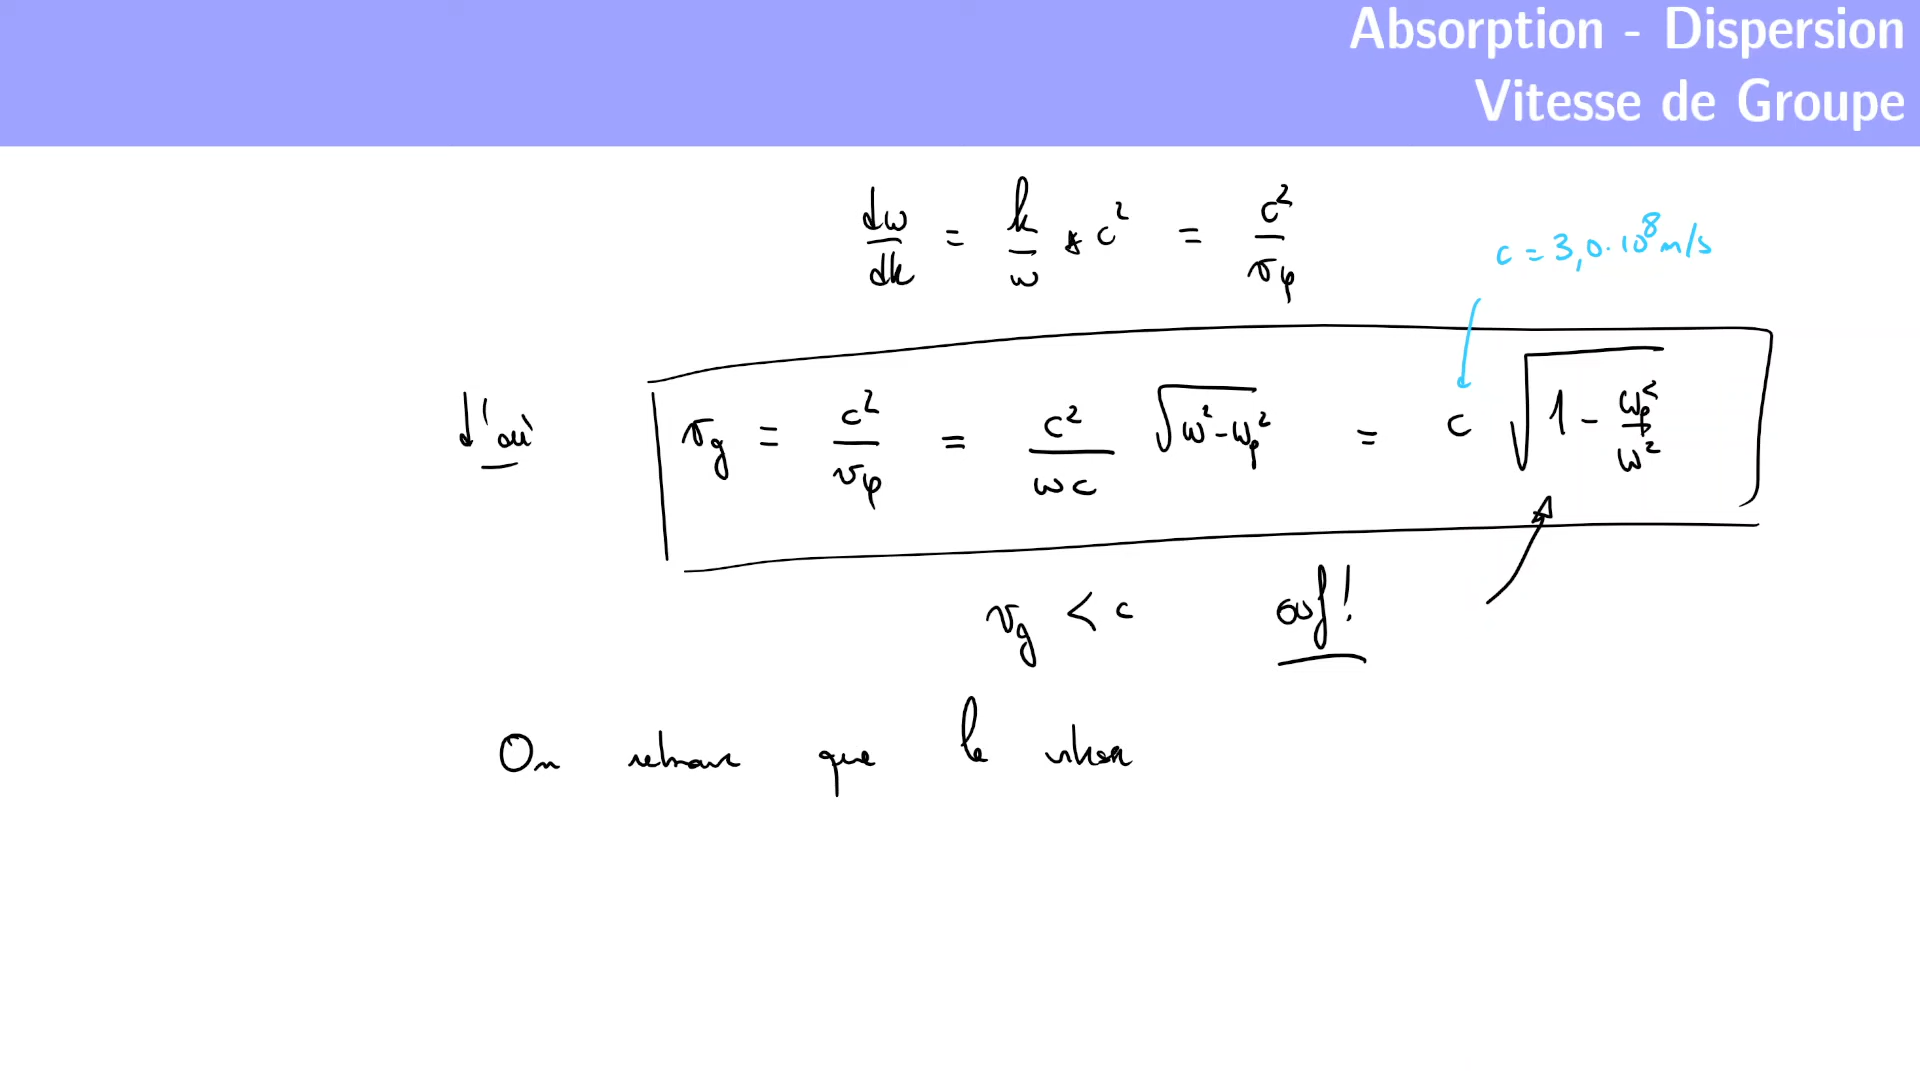 Absorption - Dispersion
Vitesse de Groupe
dω/dk = k/ω * c² = c²/vφ
c = 3,0.10⁸ m/s
d'où vg = c²/vφ = c²/ωc √(ω²-ωp²) = c √(1 - ωp²/ω²)
vg < c ouf!
On retrouve que la vitesse